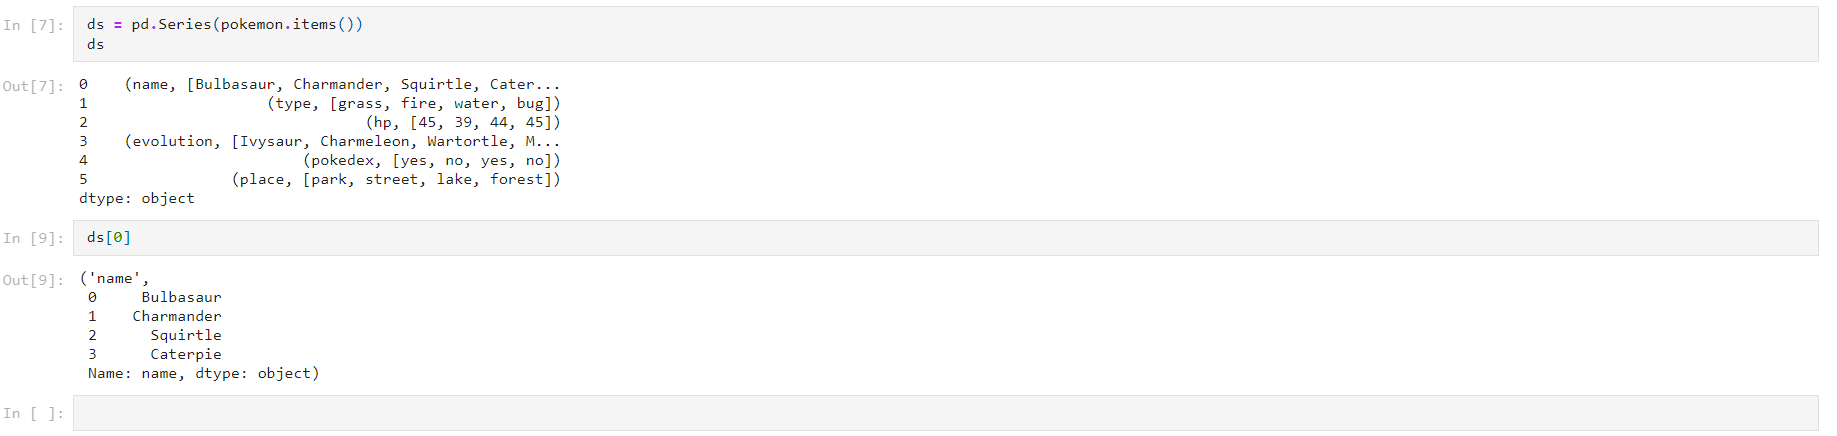 In [7]: ds = pd.Series(pokemon.items())
ds
Out[7]: 0    (name, [Bulbasaur, Charmander, Squirtle, Cater...
1                    (type, [grass, fire, water, bug])
2                               (hp, [45, 39, 44, 45])
3    (evolution, [Ivysaur, Charmeleon, Wartortle, M...
4                        (pokedex, [yes, no, yes, no])
5                (place, [park, street, lake, forest])
dtype: object
In [9]: ds[0]
Out[9]: ('name',
0     Bulbasaur
1    Charmander
2      Squirtle
3      Caterpie
Name: name, dtype: object)
In [ ]: